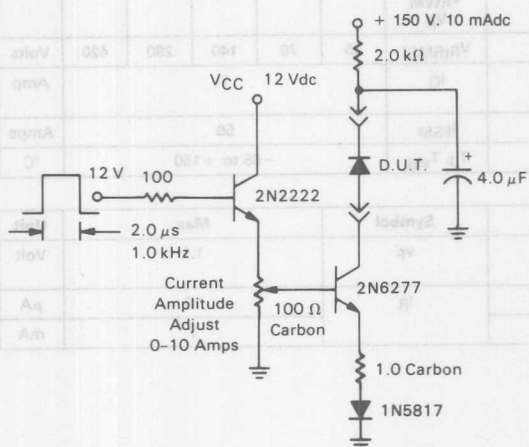 + 150 V. 10 mAdc
2.0 kΩ
VCC 12 Vdc
D.U.T.
+
4.0 μF
12 V
100
2N2222
2.0 μs
1.0 kHz
Current
Amplitude
Adjust
0–10 Amps
100 Ω
Carbon
2N6277
1.0 Carbon
1N5817